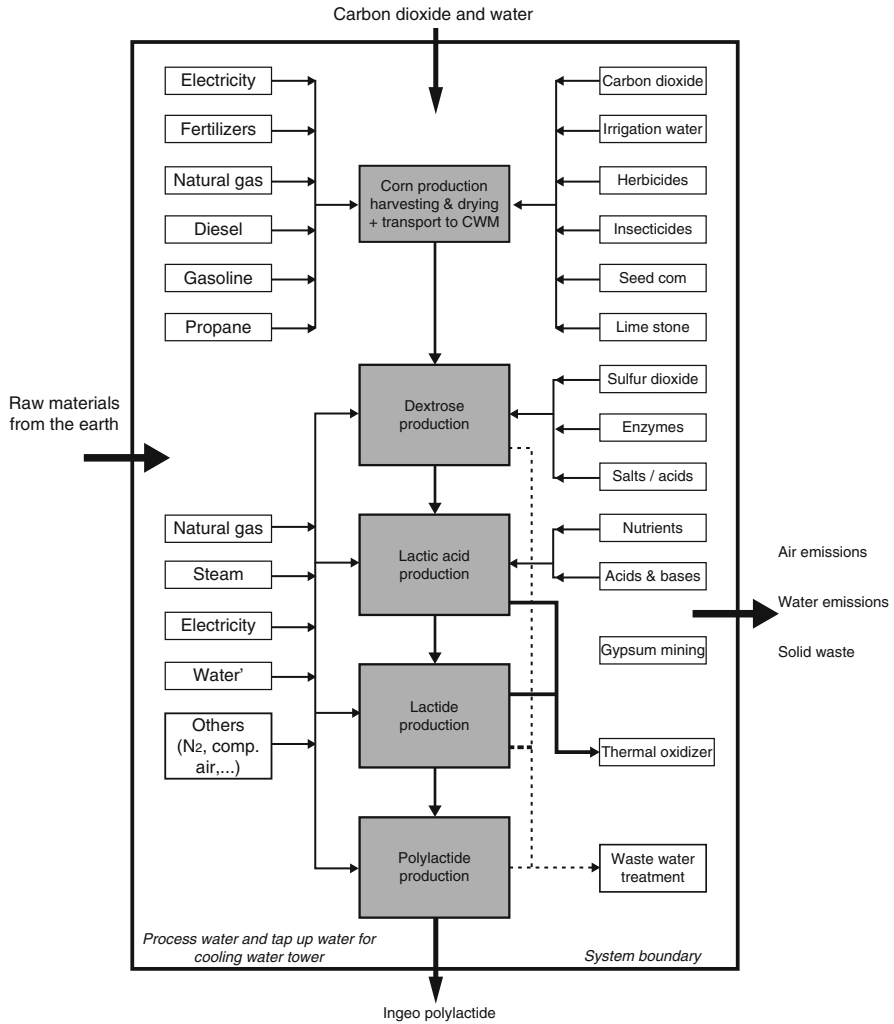 Carbon dioxide and water
Electricity
Fertilizers
Natural gas
Diesel
Gasoline
Propane
Corn production
harvesting & drying
+ transport to CWM
Carbon dioxide
Irrigation water
Herbicides
Insecticides
Seed com
Lime stone
Raw materials
from the earth
Dextrose
production
Sulfur dioxide
Enzymes
Salts / acids
Natural gas
Steam
Electricity
Water'
Others
(N2, comp.
air,...)
Lactic acid
production
Nutrients
Acids & bases
Gypsum mining
Lactide
production
Thermal oxidizer
Polylactide
production
Waste water
treatment
Air emissions
Water emissions
Solid waste
Process water and tap up water for
cooling water tower
System boundary
Ingeo polylactide